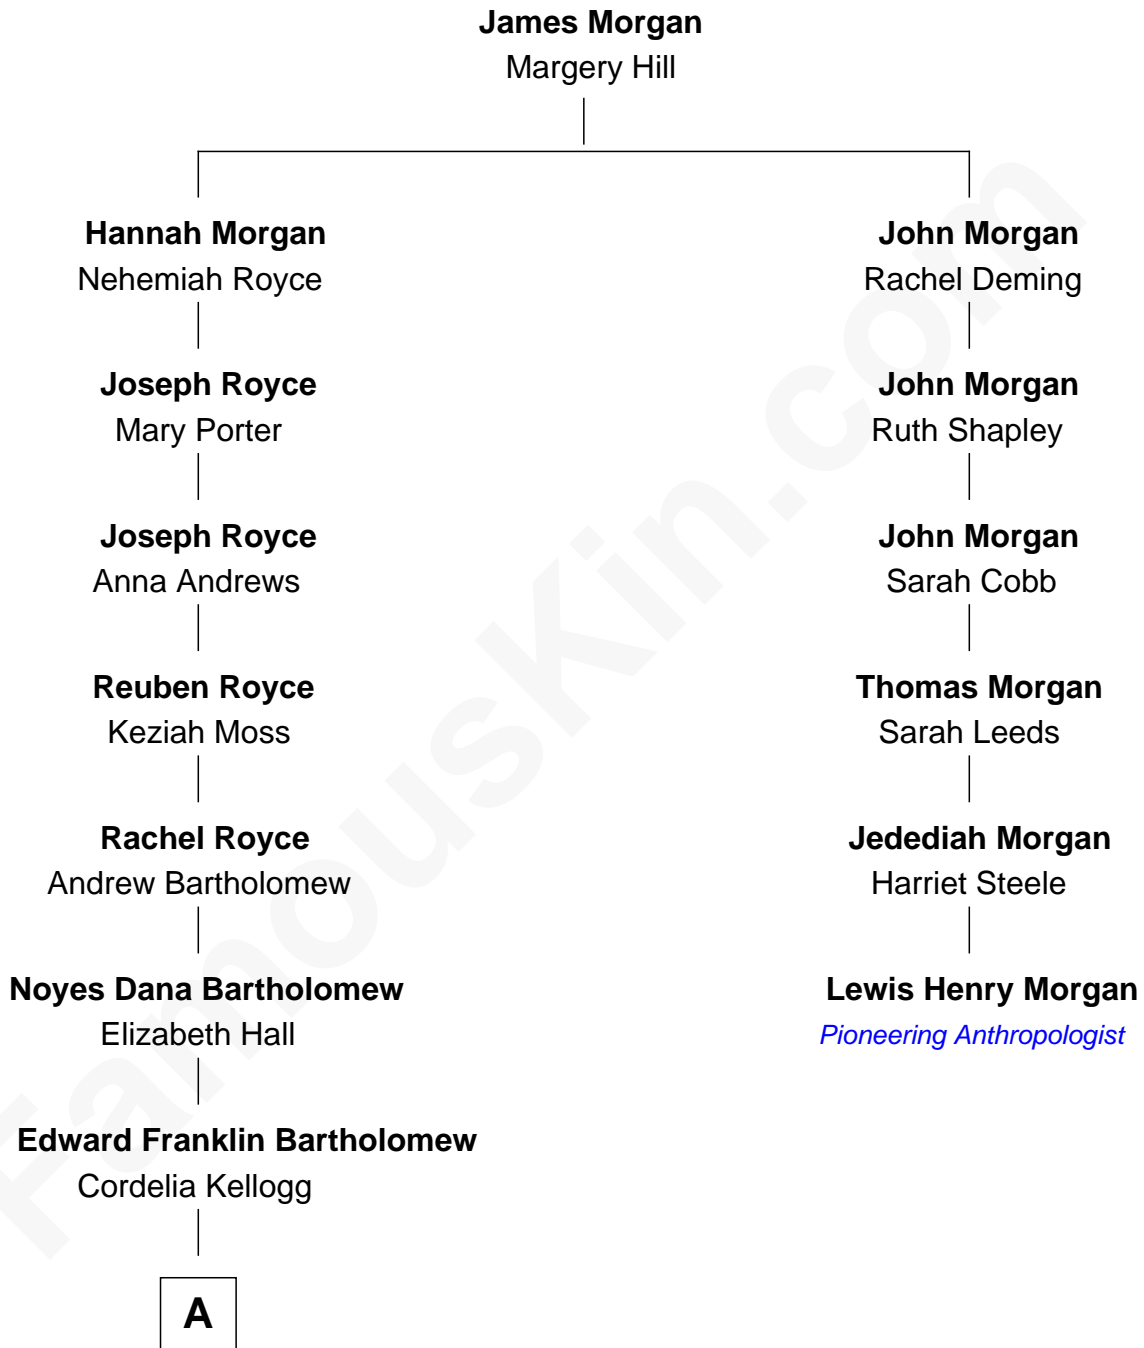 James Morgan
Margery Hill
Hannah Morgan
Nehemiah Royce
John Morgan
Rachel Deming
Joseph Royce
Mary Porter
John Morgan
Ruth Shapley
Joseph Royce
Anna Andrews
John Morgan
Sarah Cobb
Reuben Royce
Keziah Moss
Thomas Morgan
Sarah Leeds
Rachel Royce
Andrew Bartholomew
Jedediah Morgan
Harriet Steele
Noyes Dana Bartholomew
Elizabeth Hall
Lewis Henry Morgan
Pioneering Anthropologist
Edward Franklin Bartholomew
Cordelia Kellogg
A
FamousKin.com